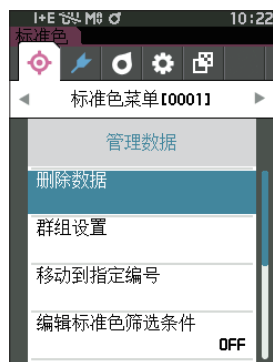 I+E M0 10:22
标准色
标准色菜单[0001]
管理数据
删除数据
群组设置
移动到指定编号
编辑标准色筛选条件
OFF